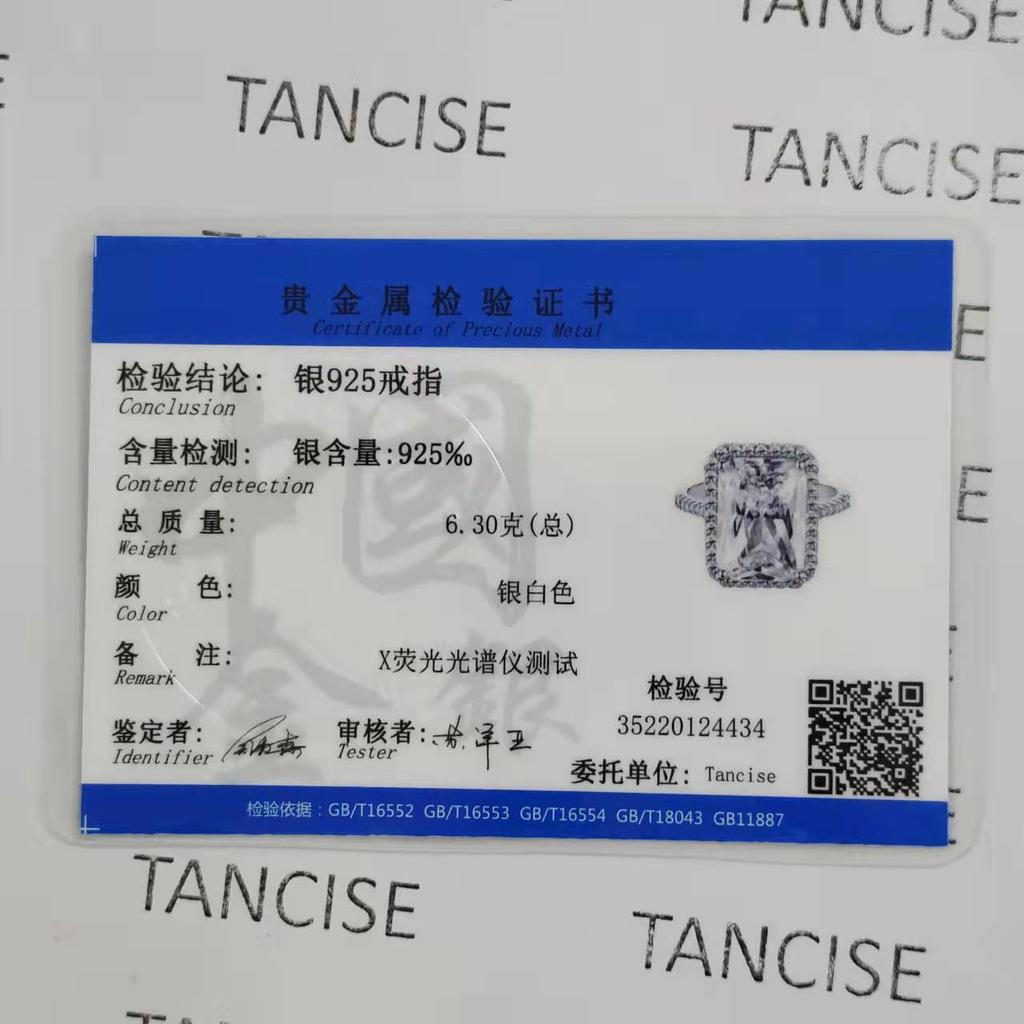 TANCISE
TANCISE
TANCISE
贵金属检验证书
Certificate of Precious Metal
检验结论: 银925戒指
Conclusion
含量检测: 银含量:925‰
Content detection
总质量: 6.30克(总)
Weight
颜色: 银白色
Color
备注: X荧光光谱仪测试
Remark
检验号
35220124434
鉴定者:
Identifier
审核者:
Tester
委托单位: Tancise
检验依据: GB/T16552 GB/T16553 GB/T16554 GB/T18043 GB11887
中國
金銀
E
E
TANCISE
TANCISE